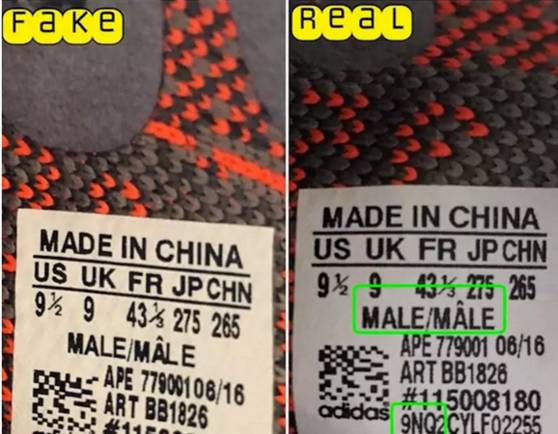 Fake
MADE IN CHINA
US UK FR JP CHN
9½ 9 43⅓ 275 265
MALE/MÂLE
APE 779001 06/16
ART BB1826
Real
MADE IN CHINA
US UK FR JP CHN
9½ 9 43⅓ 275 265
MALE/MÂLE
APE 779001 06/16
ART BB1826
#115008180
adidas 9NQ2CYLF02255